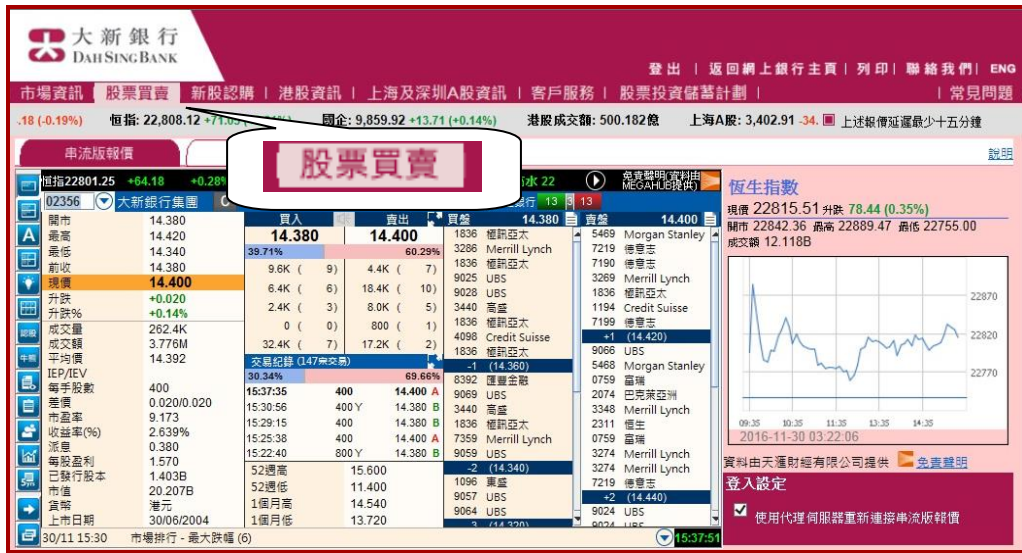 大新銀行
DAH SING BANK
登出 | 返回網上銀行主頁 | 列印 | 聯絡我們 | ENG
市場資訊 | 股票買賣 | 新股認購 | 港股資訊 | 上海及深圳A股資訊 | 客戶服務 | 股票投資儲蓄計劃 | | 常見問題
.18 (-0.19%) 恒指: 22,808.12 國企: 9,859.92 +13.71 (+0.14%) 港股成交額: 500.182億 上海A股: 3,402.91 -34. 上述報價延遲最少十五分鐘
串流版報價
說明
股票買賣
恒指22801.25 +64.18 +0.28%
水 22
免責聲明(資料由MEGAHUB提供)
02356 大新銀行集團
銀行 13 3 13
開市 14.380
最高 14.420
最低 14.340
前收 14.380
現價 14.400
升跌 +0.020
升跌% +0.14%
成交量 262.4K
成交額 3.776M
平均價 14.392
IEP/IEV
每手股數 400
差價 0.020/0.020
市盈率 9.173
收益率(%) 2.639%
派息 0.380
每股盈利 1.570
已發行股本 1.403B
市值 20.207B
貨幣 港元
上市日期 30/06/2004
買入 賣出
14.380 14.400
39.71% 60.29%
9.6K ( 9) 4.4K ( 7)
6.4K ( 6) 18.4K ( 10)
2.4K ( 3) 8.0K ( 5)
0 ( 0) 800 ( 1)
32.4K ( 7) 17.2K ( 2)
交易紀錄 (147宗交易)
30.34% 69.66%
15:37:35 400 14.400 A
15:30:56 400 Y 14.380 B
15:29:15 400 14.380 B
15:25:38 400 14.400 A
15:22:40 800 Y 14.380 B
52週高 15.600
52週低 11.400
1個月高 14.540
1個月低 13.720
買盤 14.380
1836 極訊亞太
3286 Merrill Lynch
1836 極訊亞太
9025 UBS
9028 UBS
3440 高盛
1836 極訊亞太
4098 Credit Suisse
1836 極訊亞太
-1 (14.360)
8392 匯豐金融
9069 UBS
3440 高盛
1836 極訊亞太
7359 Merrill Lynch
9059 UBS
-2 (14.340)
1096 東盛
9057 UBS
9064 UBS
-3 (14.320)
賣盤 14.400
5469 Morgan Stanley
7219 德意志
7190 德意志
3269 Merrill Lynch
1836 極訊亞太
1194 Credit Suisse
7199 德意志
+1 (14.420)
9066 UBS
5468 Morgan Stanley
0759 富瑞
2074 巴克萊亞洲
3348 Merrill Lynch
2311 恒生
0759 富瑞
3274 Merrill Lynch
3274 Merrill Lynch
7219 德意志
+2 (14.440)
9024 UBS
9024 UBS
30/11 15:30 市場排行 - 最大跌幅 (6)
15:37:51
恆生指數
現價 22815.51 升跌 78.44 (0.35%)
開市 22842.36 最高 22889.47 最低 22755.00
成交額 12.118B
22870
22820
22770
09:35 10:35 11:35 13:35 14:35
2016-11-30 03:22:06
資料由天滙財經有限公司提供 免責聲明
登入設定
使用代理伺服器重新連接串流版報價